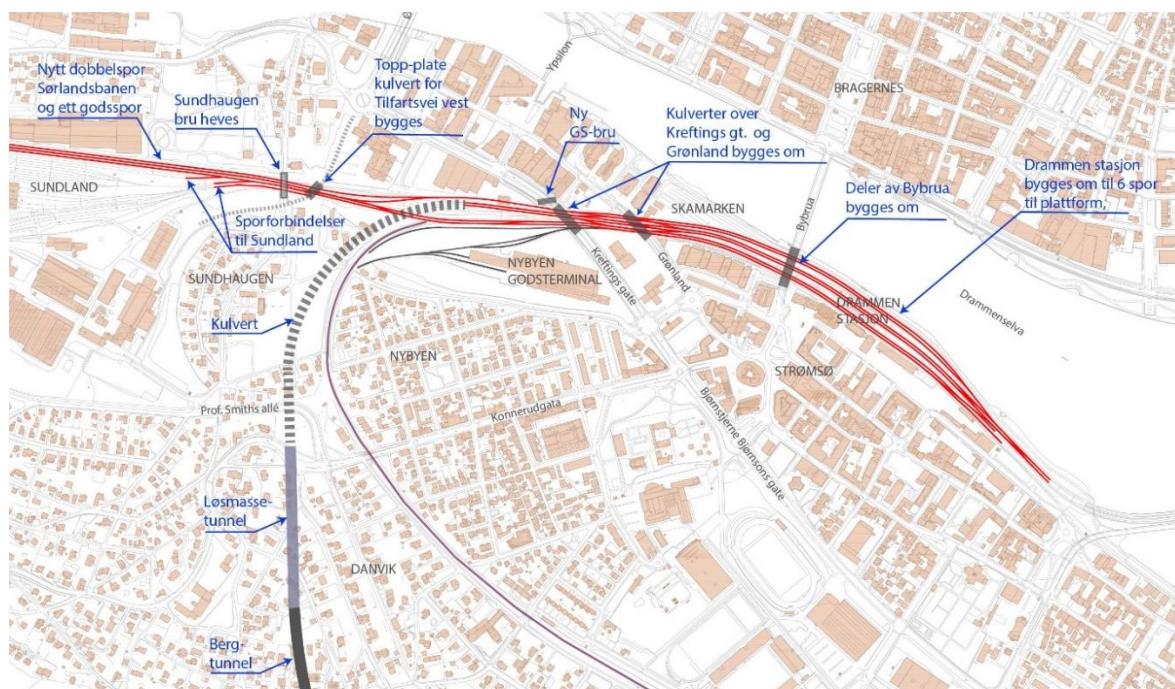 Nytt dobbelspor
Sørlandsbanen
og ett godsspor
Sundhaugen
bru heves
Topp-plate
kulvert for
Tilfartsvei vest
bygges
Ypsilon
Ny
GS-bru
Kulverter over
Kreftings gt. og
Grønland bygges om
BRAGERNES
Deler av Bybrua
bygges om
Drammen stasjon
bygges om til 6 spor
til plattform,
SUNDLAND
Sporforbindelser
til Sundland
SKAMARKEN
Bybrua
SUNDHAUGEN
NYBYEN
GODSTERMINAL
Kreftings gate
Grønland
DRAMMEN
STASJON
Drammenselva
Kulvert
NYBYEN
STRØMSØ
Prof. Smiths allé
Konnerudgata
Bjørnstjerne Bjørnsons gate
Løsmasse-
tunnel
DANVIK
Berg-
tunnel